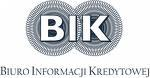 BIK
BIURO INFORMACJI KREDYTOWEJ